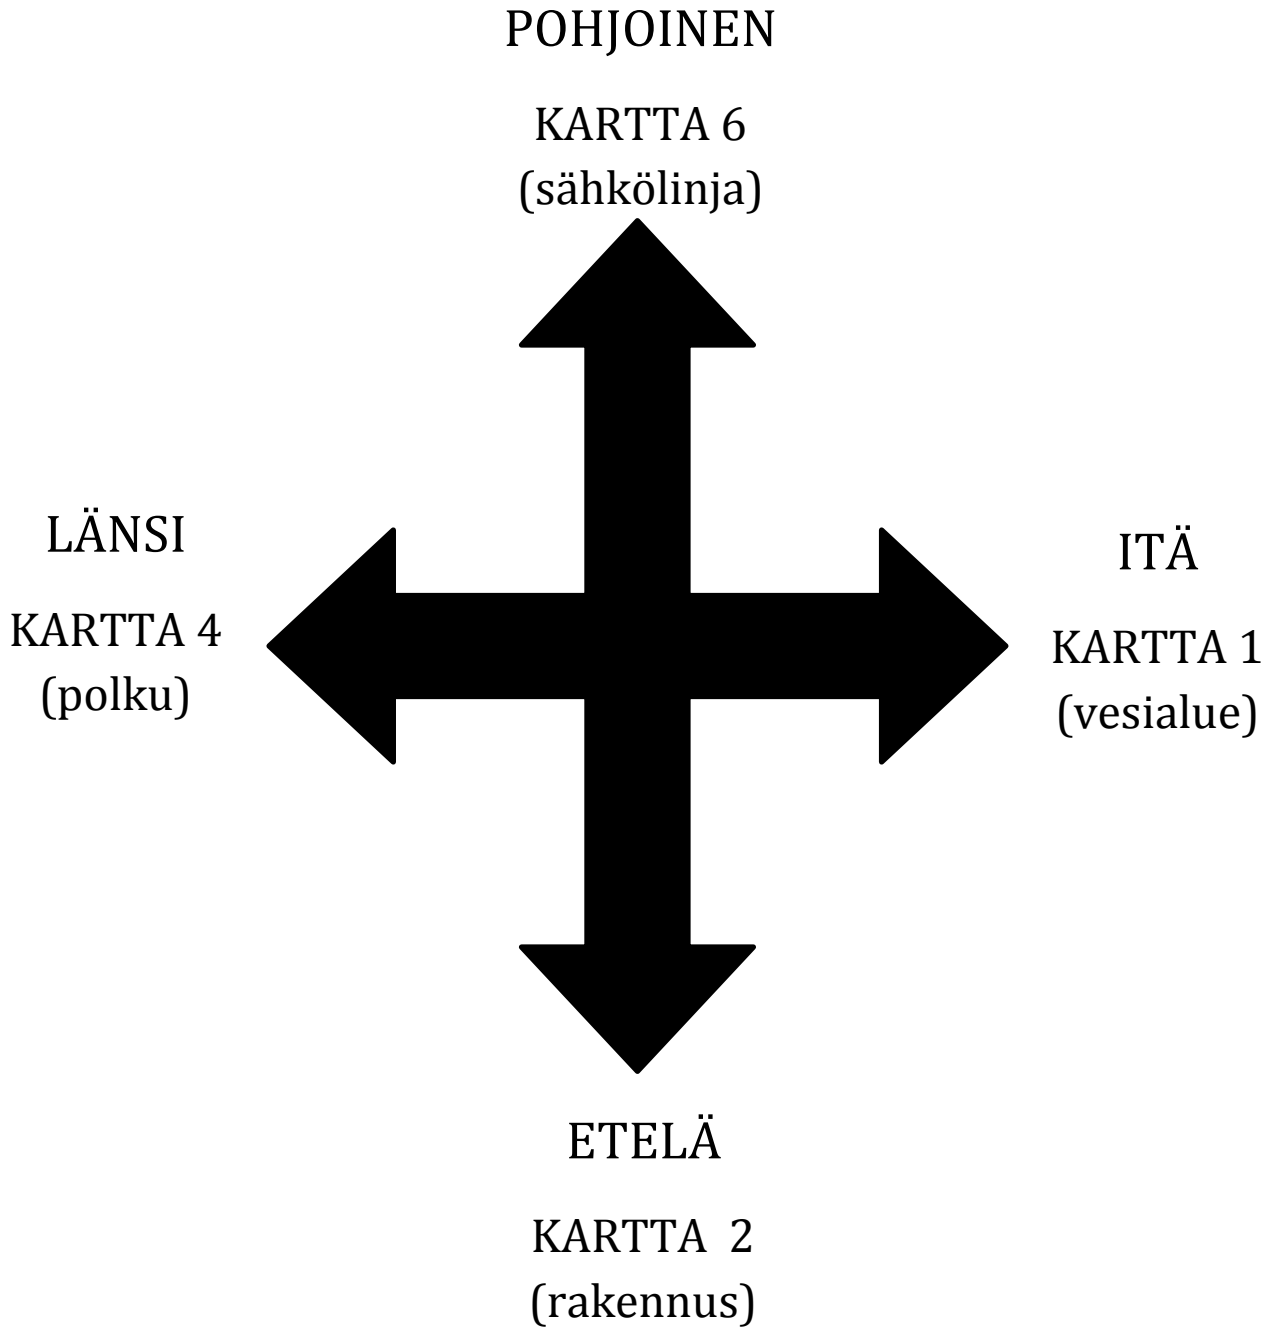 POHJOINEN
KARTTA 6
(sähkölinja)
LÄNSI
KARTTA 4
(polku)
ITÄ
KARTTA 1
(vesialue)
ETELÄ
KARTTA 2
(rakennus)